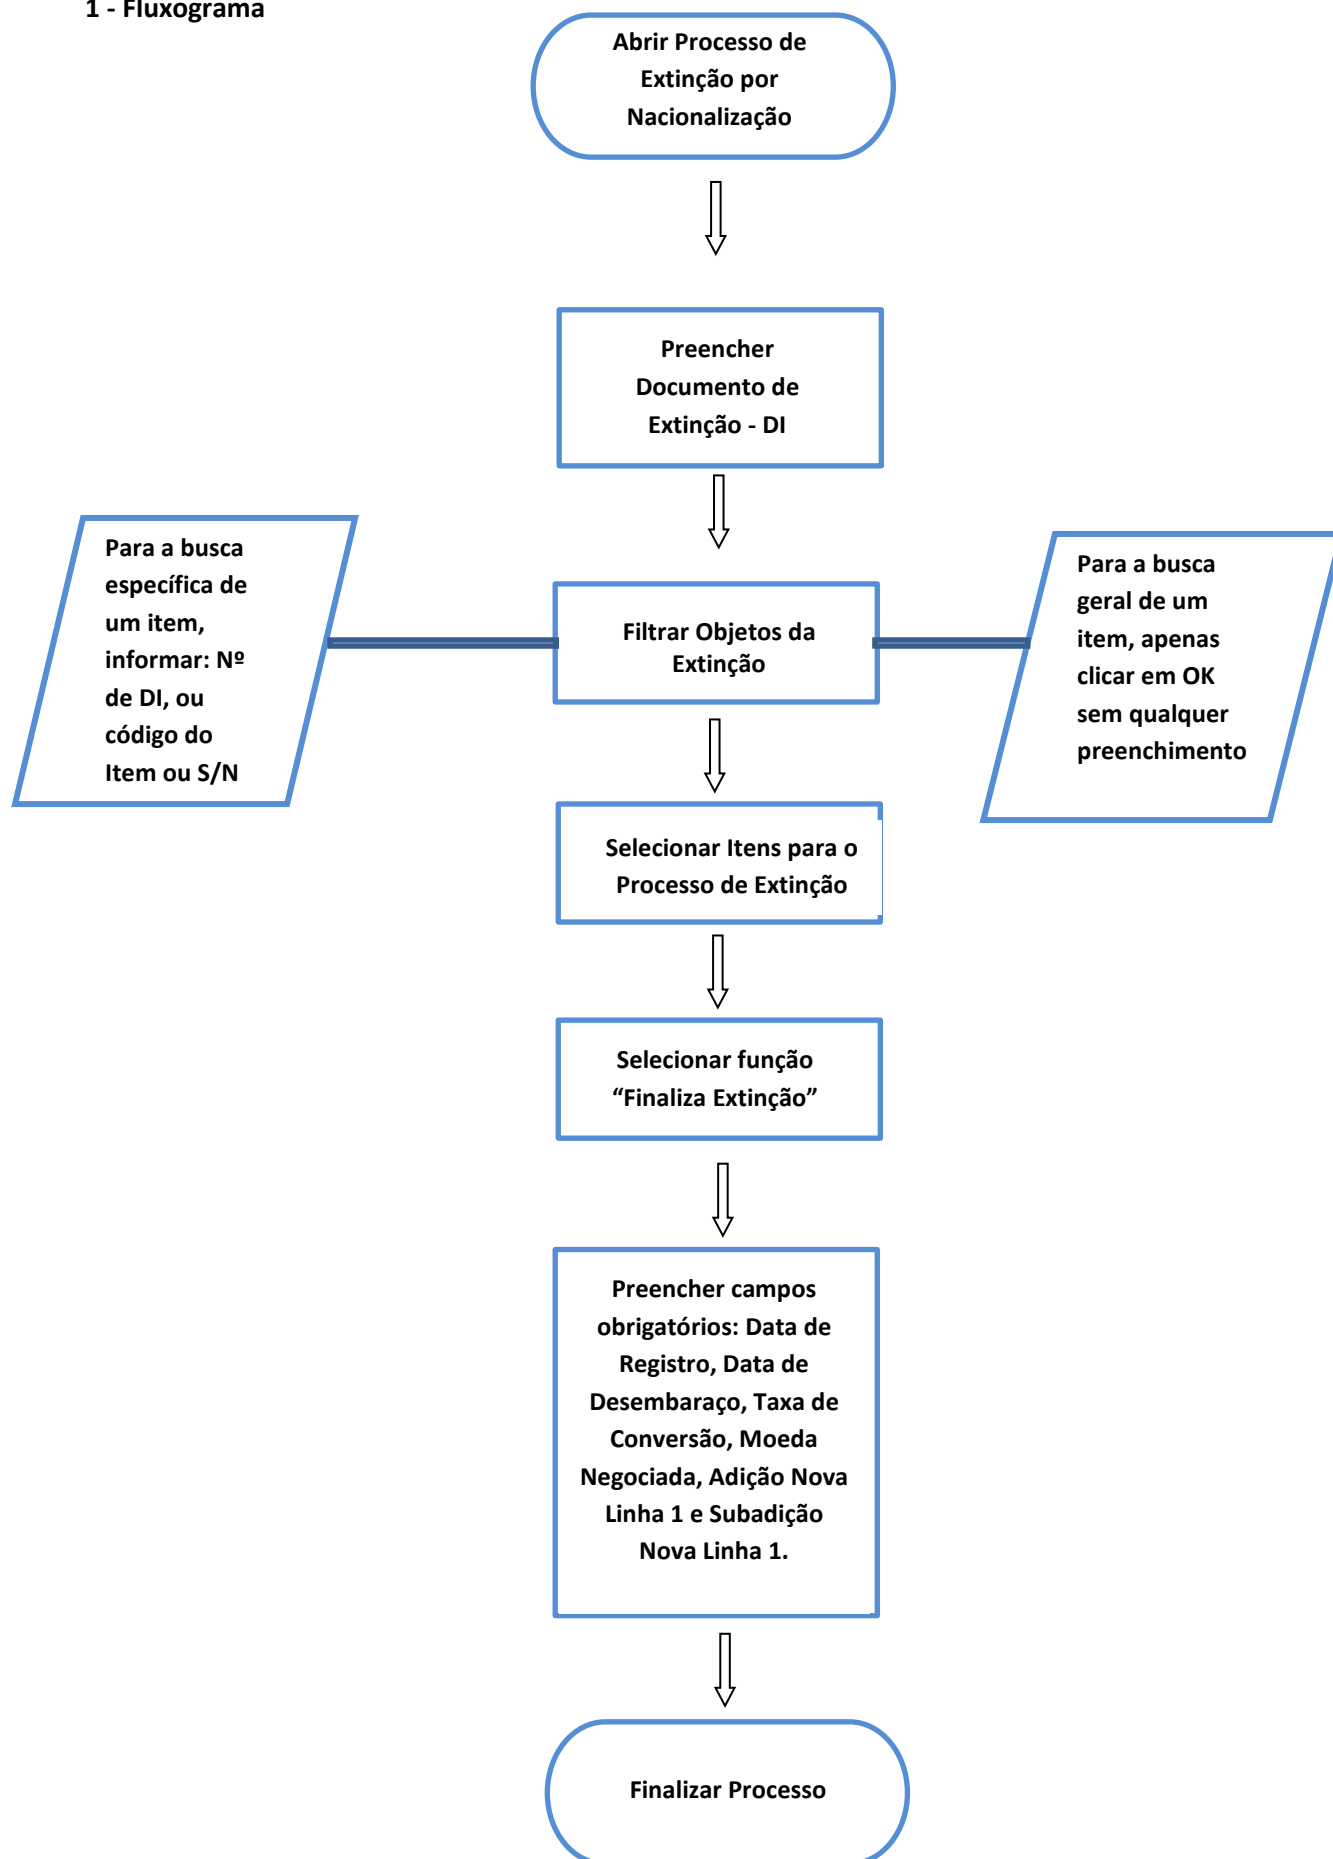 1 - Fluxograma
Abrir Processo de
Extinção por
Nacionalização
Preencher
Documento de
Extinção - DI
Para a busca
específica de
um item,
informar: Nº
de DI, ou
código do
Item ou S/N
Filtrar Objetos da
Extinção
Para a busca
geral de um
item, apenas
clicar em OK
sem qualquer
preenchimento
Selecionar Itens para o
Processo de Extinção
Selecionar função
“Finaliza Extinção”
Preencher campos
obrigatórios: Data de
Registro, Data de
Desembaraço, Taxa de
Conversão, Moeda
Negociada, Adição Nova
Linha 1 e Subadição
Nova Linha 1.
Finalizar Processo